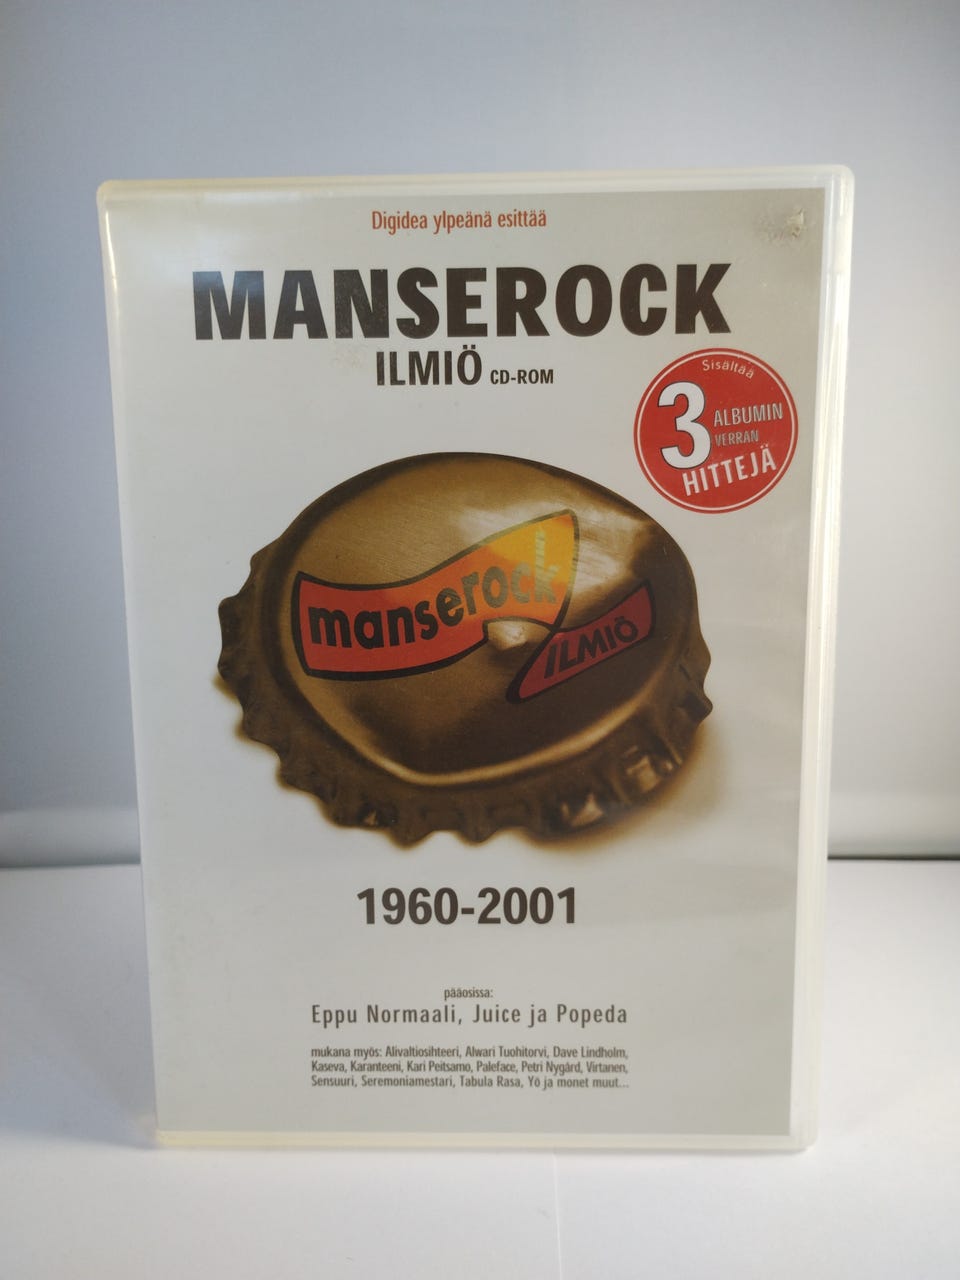 Digidea ylpeänä esittää
MANSEROCK
ILMIÖ CD-ROM
Sisältää
3 ALBUMIN
VERRAN
HITTEJÄ
manserock
ILMIÖ
1960-2001
pääosissa:
Eppu Normaali, Juice ja Popeda
mukana myös: Alivaltiosihteeri, Alwari Tuohitorvi, Dave Lindholm,
Kaseva, Karanteeni, Kari Peitsamo, Paleface, Petri Nygård, Virtanen,
Sensuuri, Seremoniamestari, Tabula Rasa, Yö ja monet muut...